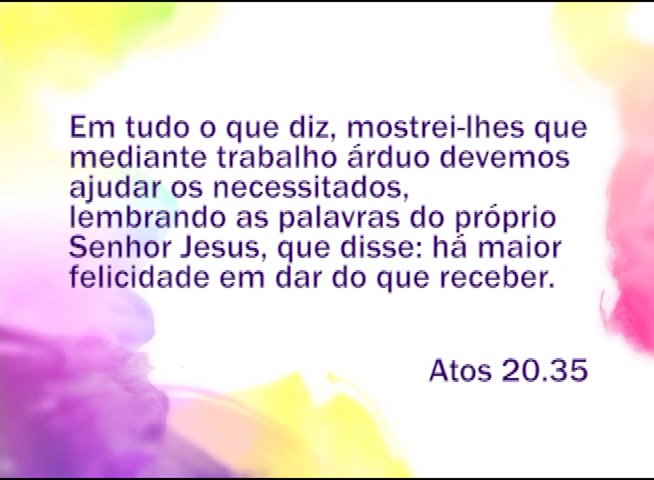 Em tudo o que diz, mostrei-lhes que
mediante trabalho árduo devemos
ajudar os necessitados,
lembrando as palavras do próprio
Senhor Jesus, que disse: há maior
felicidade em dar do que receber.
Atos 20.35